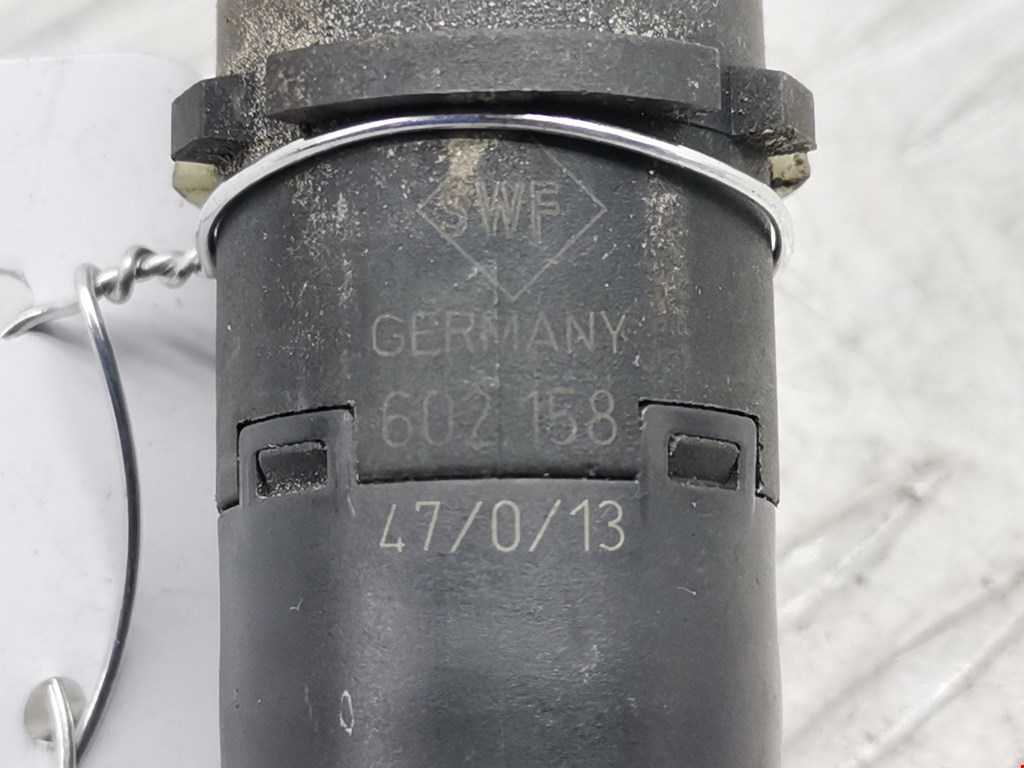 SWF
GERMANY
602 158
47/0/13